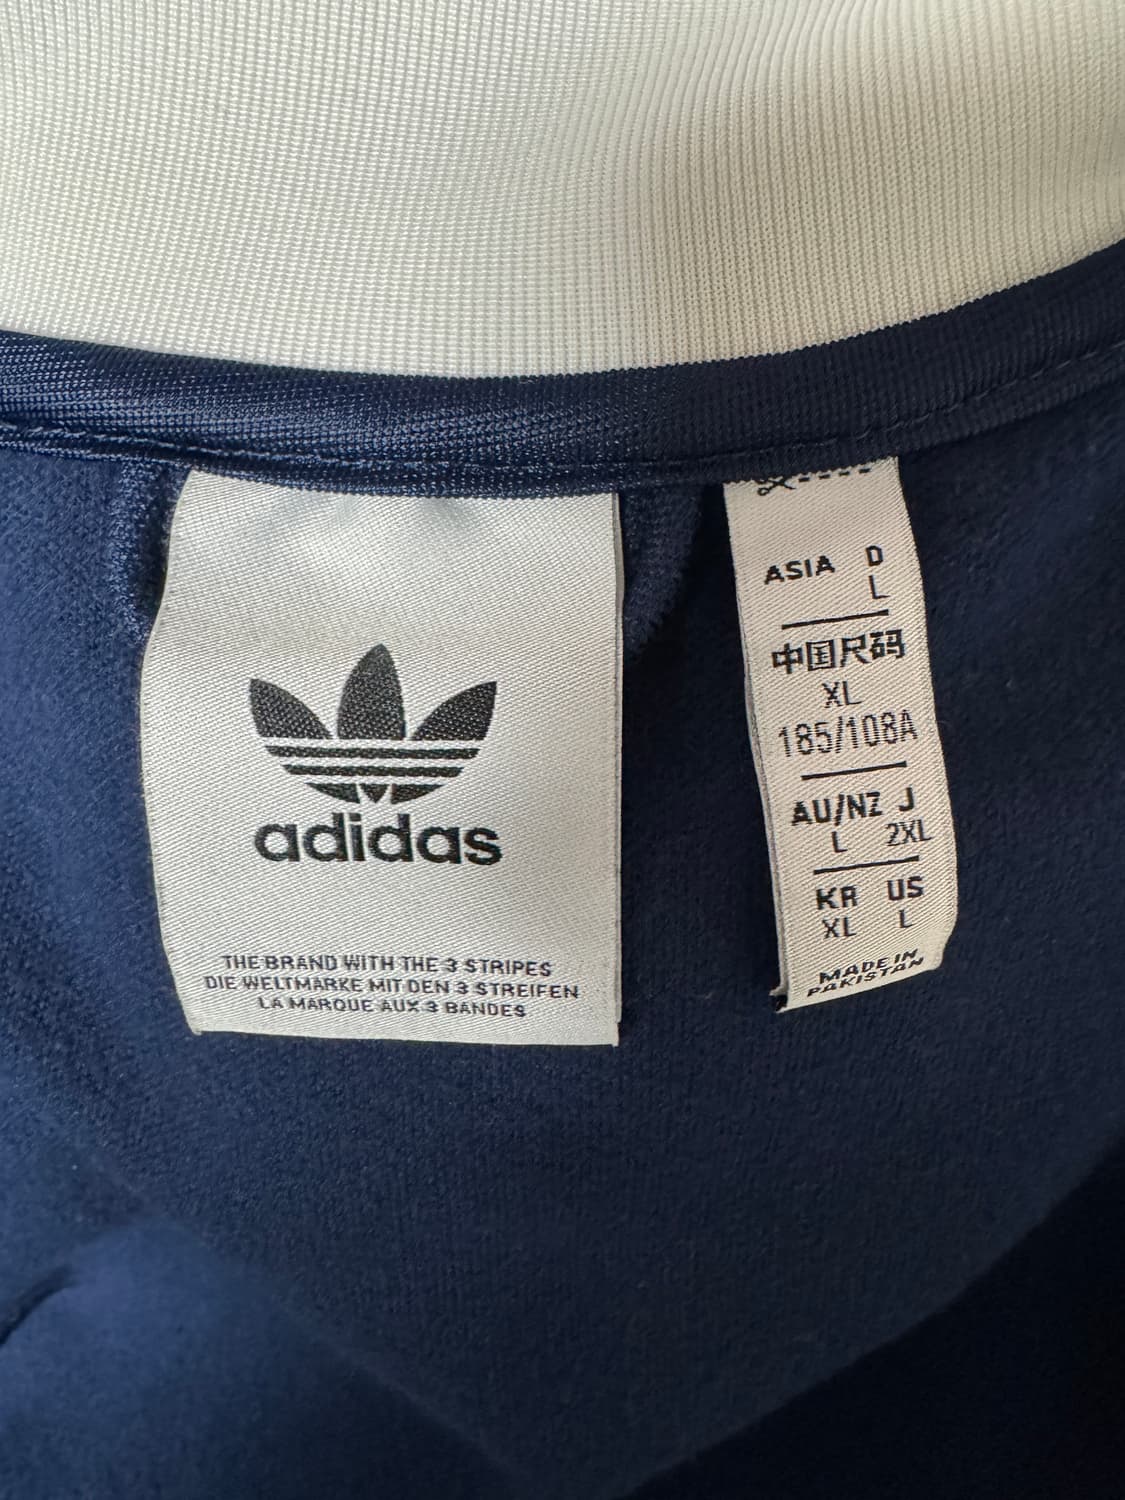 adidas
THE BRAND WITH THE 3 STRIPES
DIE WELTMARKE MIT DEN 3 STREIFEN
LA MARQUE AUX 3 BANDES
ASIA D
L
中国尺码
XL
185/108A
AU/NZ J
L 2XL
KR US
XL L
MADE IN
PAKISTAN